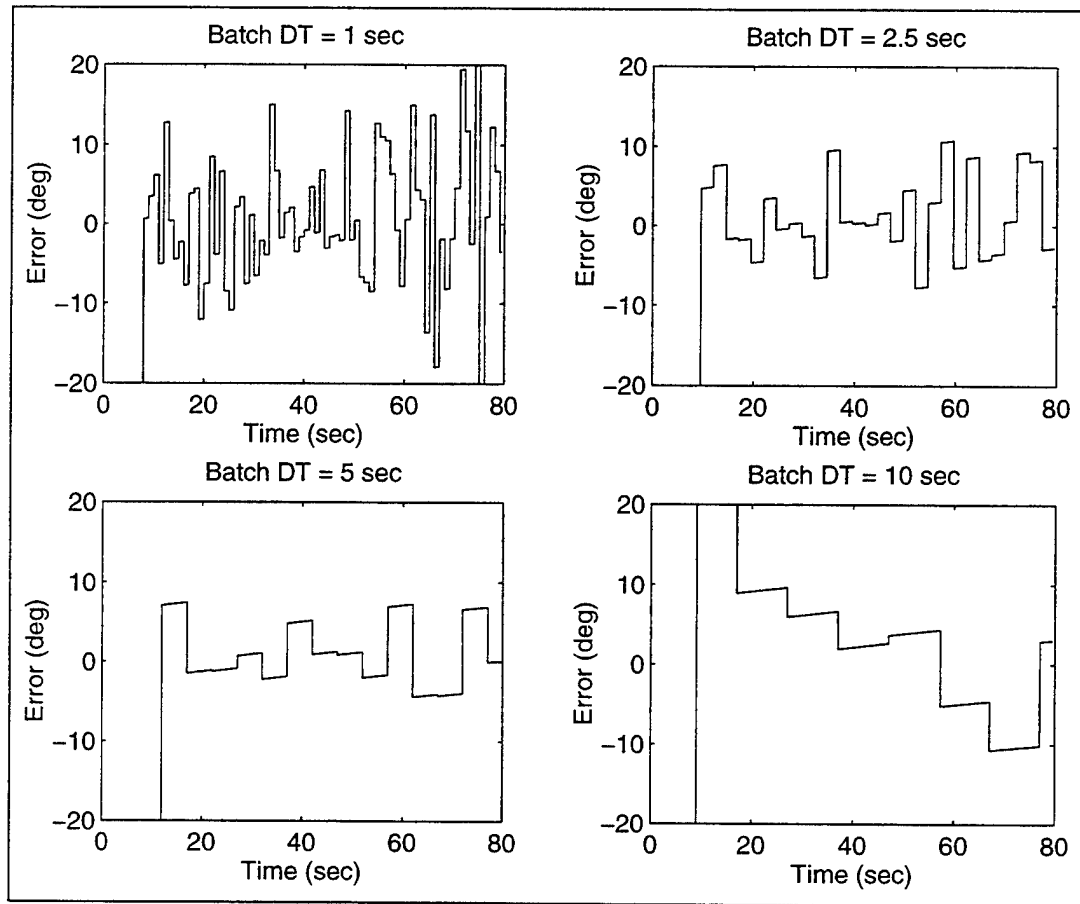 Batch DT = 1 sec
20
10
0
−10
−20
Error (deg)
0 20 40 60 80
Time (sec)
Batch DT = 2.5 sec
20
10
0
−10
−20
Error (deg)
0 20 40 60 80
Time (sec)
Batch DT = 5 sec
20
10
0
−10
−20
Error (deg)
0 20 40 60 80
Time (sec)
Batch DT = 10 sec
20
10
0
−10
−20
Error (deg)
0 20 40 60 80
Time (sec)